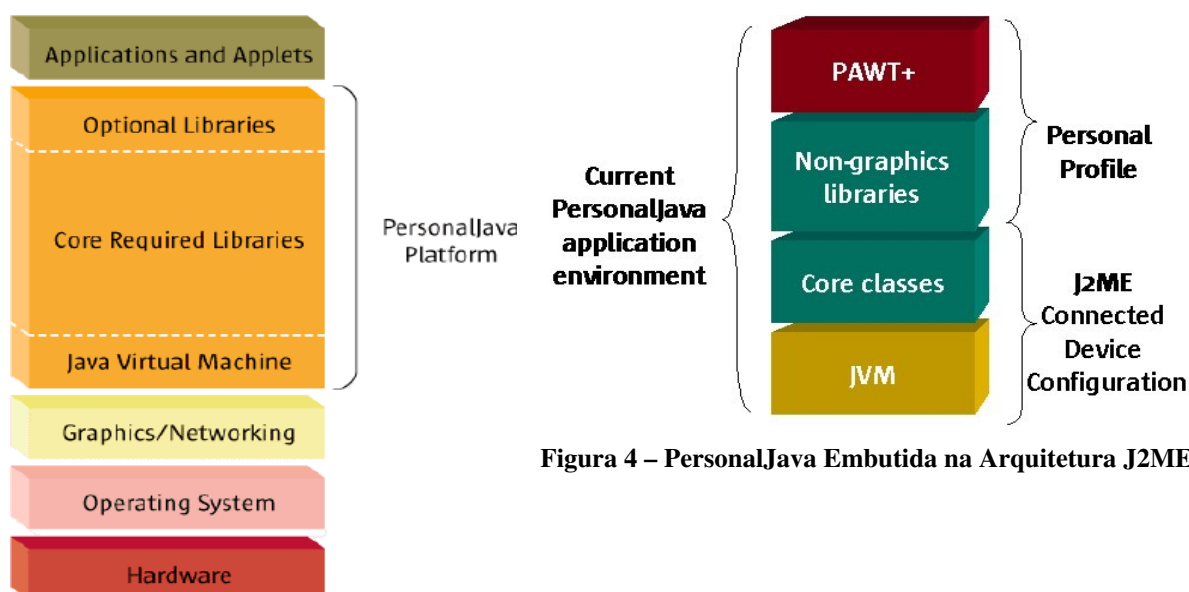 Applications and Applets
Optional Libraries
Core Required Libraries
Java Virtual Machine
PersonalJava
Platform
Graphics/Networking
Operating System
Hardware
Current
PersonalJava
application
environment
PAWT+
Non-graphics
libraries
Core classes
JVM
Personal
Profile
J2ME
Connected
Device
Configuration
Figura 4 – PersonalJava Embutida na Arquitetura J2ME